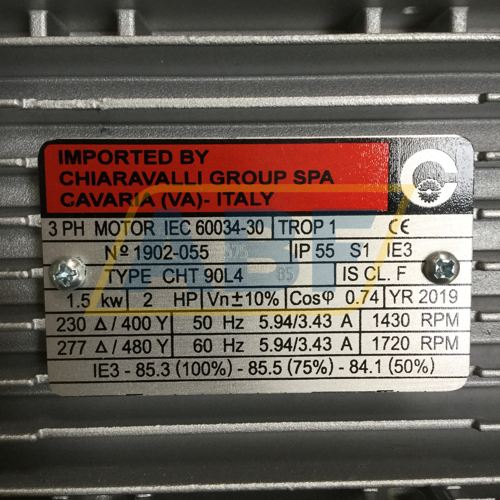 IMPORTED BY
CHIARAVALLI GROUP SPA
CAVARIA (VA)- ITALY
3 PH MOTOR IEC 60034-30 TROP 1 CE
Nº 1902-055 IP 55 S1 IE3
TYPE CHT 90L4 B5 IS CL. F
1.5 kw 2 HP Vn±10% Cosφ 0.74 YR 2019
230 Δ/400 Y 50 Hz 5.94/3.43 A 1430 RPM
277 Δ/480 Y 60 Hz 5.94/3.43 A 1720 RPM
IE3 - 85.3 (100%) - 85.5 (75%) - 84.1 (50%)